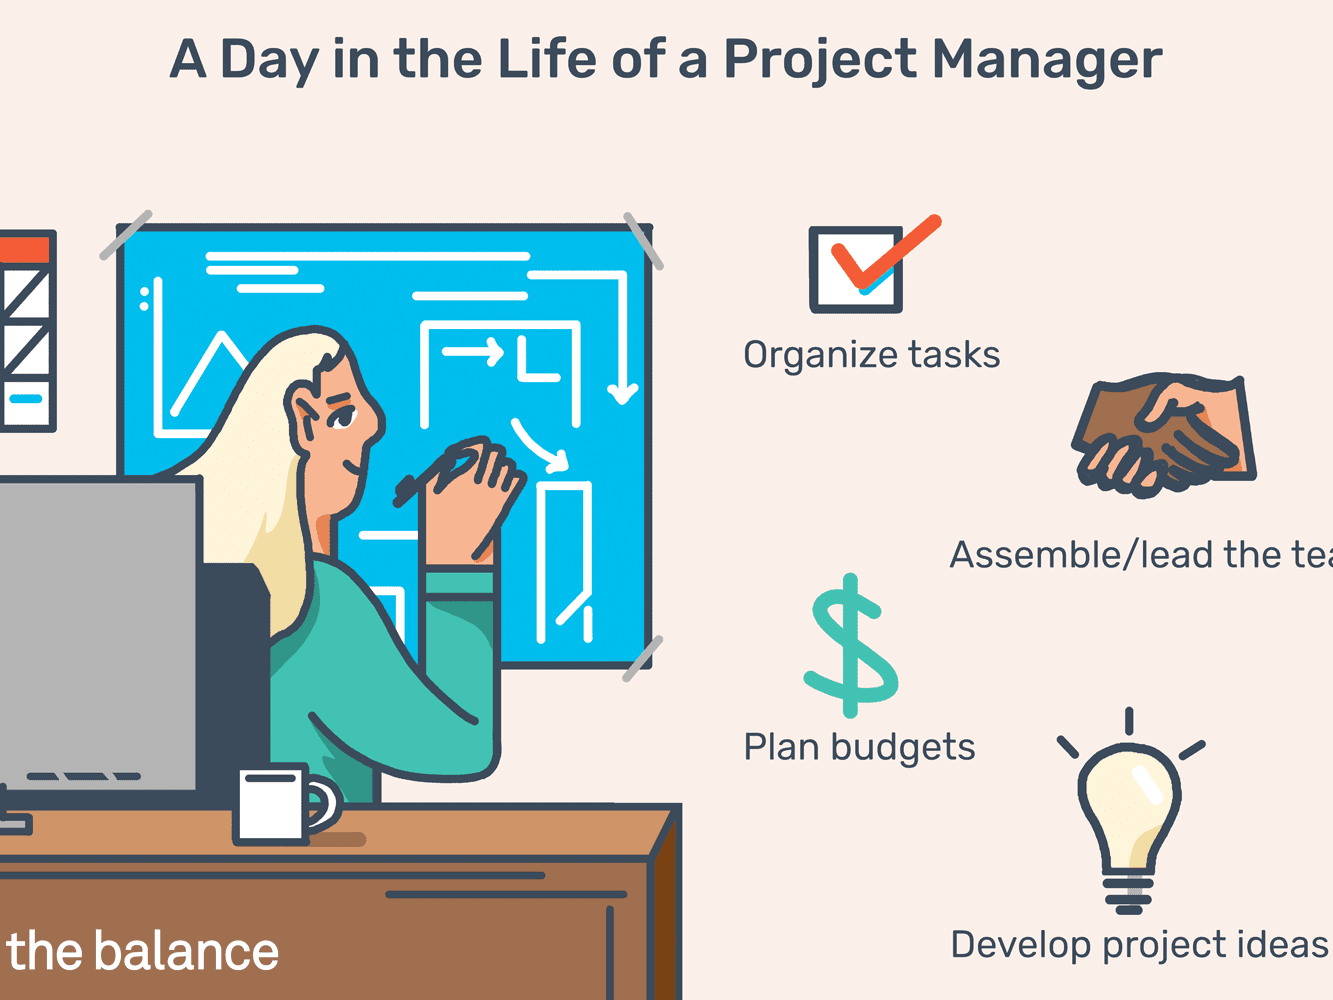 A Day in the Life of a Project Manager
Organize tasks
Assemble/lead the
Plan budgets
Develop project ideas
the balance